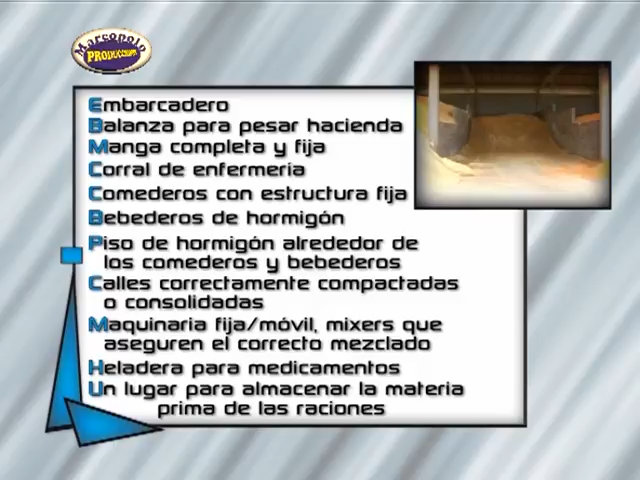 Marcopolo
PRODUCCIONES
Embarcadero
Balanza para pesar hacienda
Manga completa y fija
Corral de enfermería
Comederos con estructura fija
Bebederos de hormigón
Piso de hormigón alrededor de
los comederos y bebederos
Calles correctamente compactadas
o consolidadas
Maquinaria fija/móvil, mixers que
aseguren el correcto mezclado
Heladera para medicamentos
Un lugar para almacenar la materia
prima de las raciones